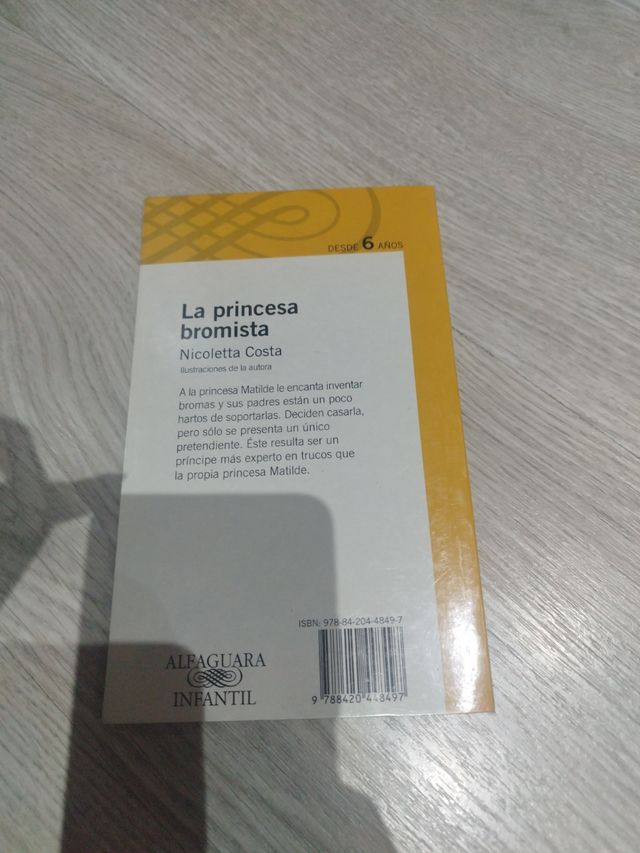 DESDE 6 AÑOS
La princesa
bromista
Nicoletta Costa
Ilustraciones de la autora
A la princesa Matilde le encanta inventar
bromas y sus padres están un poco
hartos de soportarlas. Deciden casarla,
pero sólo se presenta un único
pretendiente. Éste resulta ser un
príncipe más experto en trucos que
la propia princesa Matilde.
ISBN: 978-84-204-4849-7
9 788420 448497
ALFAGUARA
INFANTIL